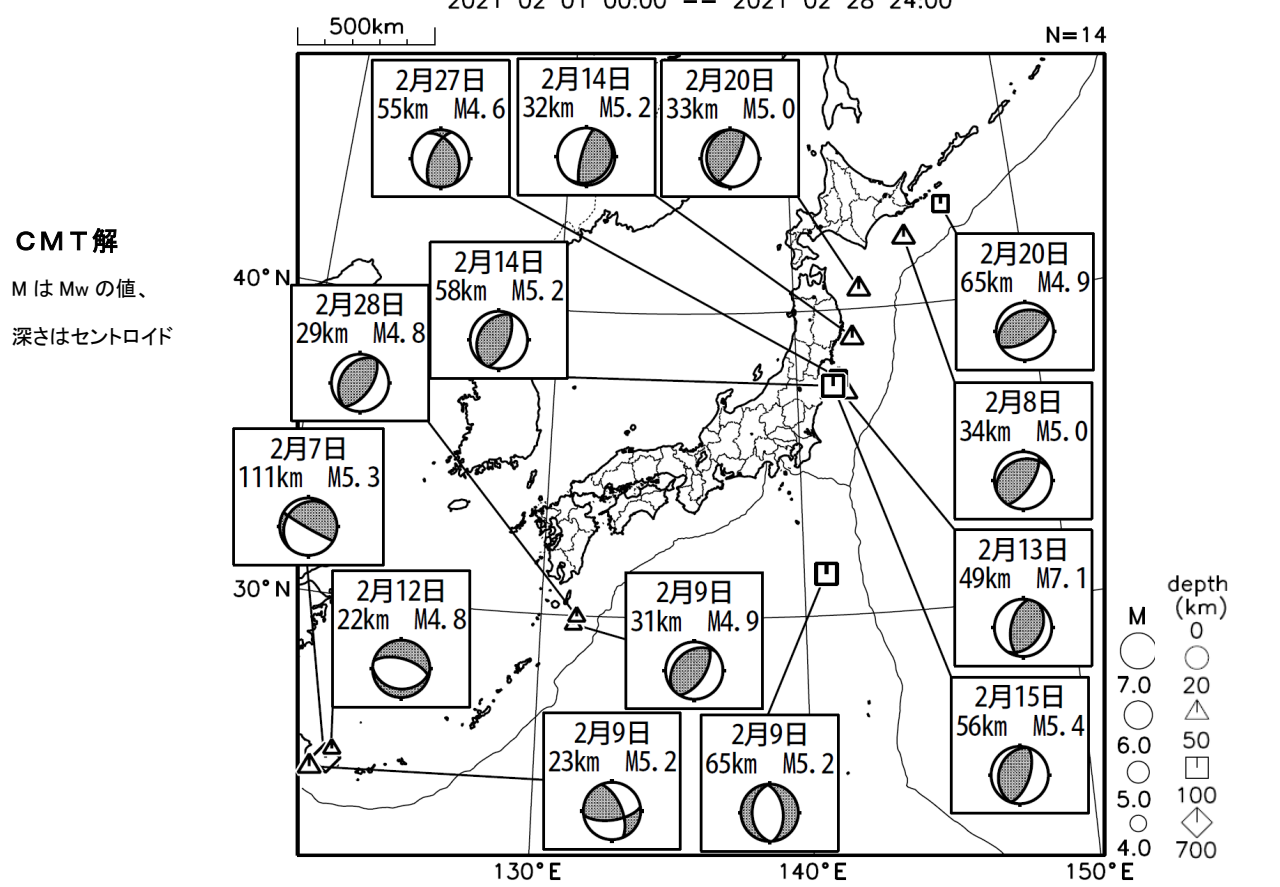 2021 02 01 00:00 -- 2021 02 28 24:00
500km
N=14
2月27日
55km M4.6
2月14日
32km M5.2
2月20日
33km M5.0
CMT解
M は Mw の値、
深さはセントロイド
40°N
2月14日
58km M5.2
2月20日
65km M4.9
2月28日
29km M4.8
2月8日
34km M5.0
2月7日
111km M5.3
2月13日
49km M7.1
30°N
2月12日
22km M4.8
2月9日
31km M4.9
2月15日
56km M5.4
2月9日
23km M5.2
2月9日
65km M5.2
M
7.0
6.0
5.0
4.0
depth
(km)
0
20
50
100
700
130°E
140°E
150°E